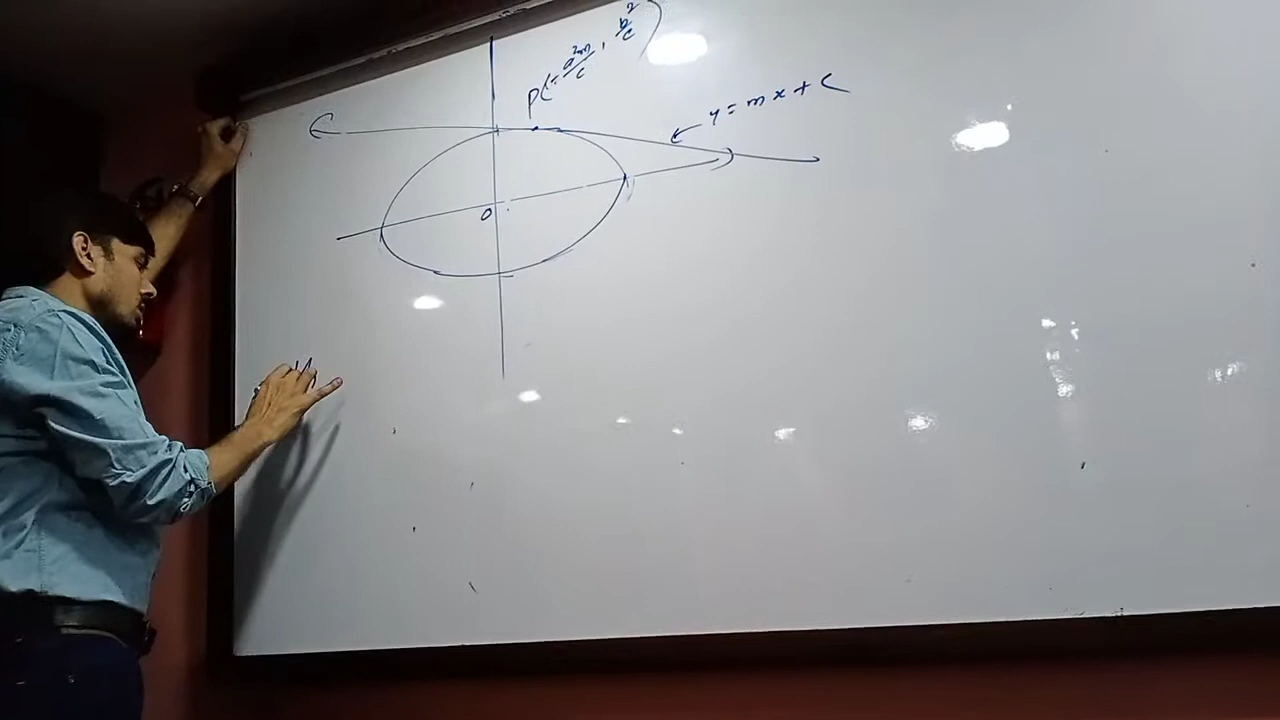 P(-a²m/c, b²/c)
y = mx + c
O